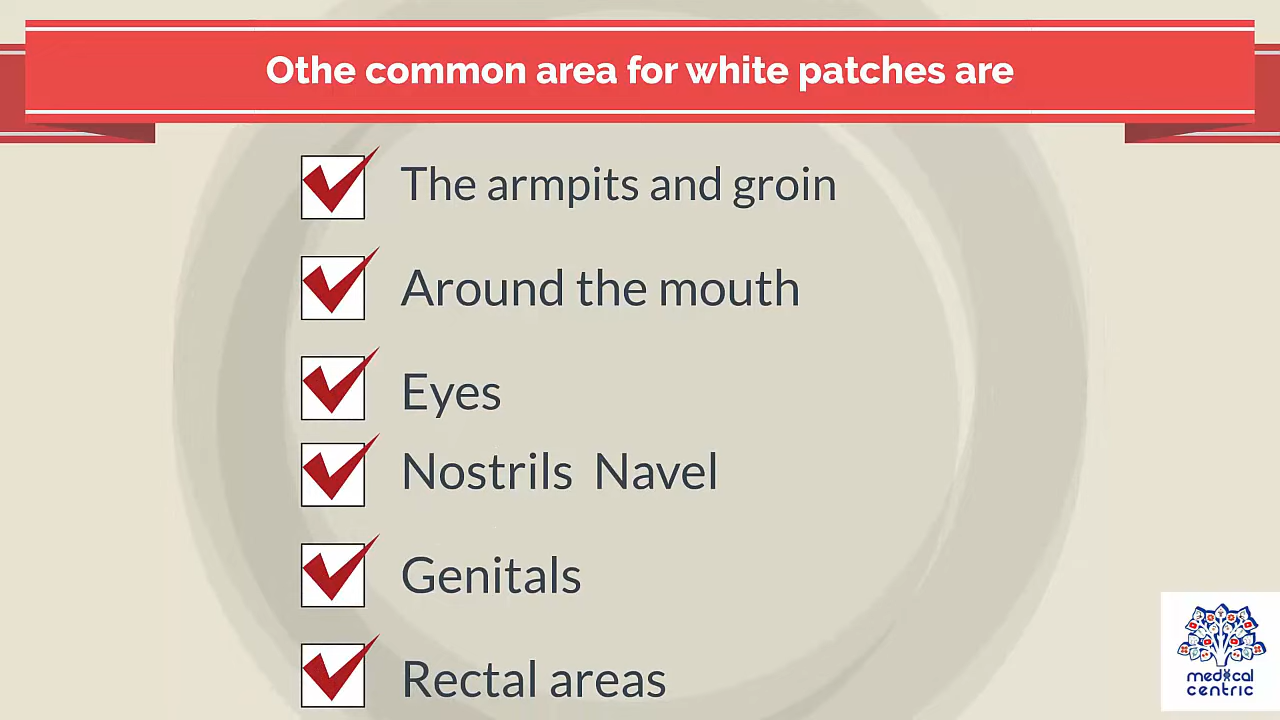 Othe common area for white patches are
The armpits and groin
Around the mouth
Eyes
Nostrils Navel
Genitals
Rectal areas
medical
centric